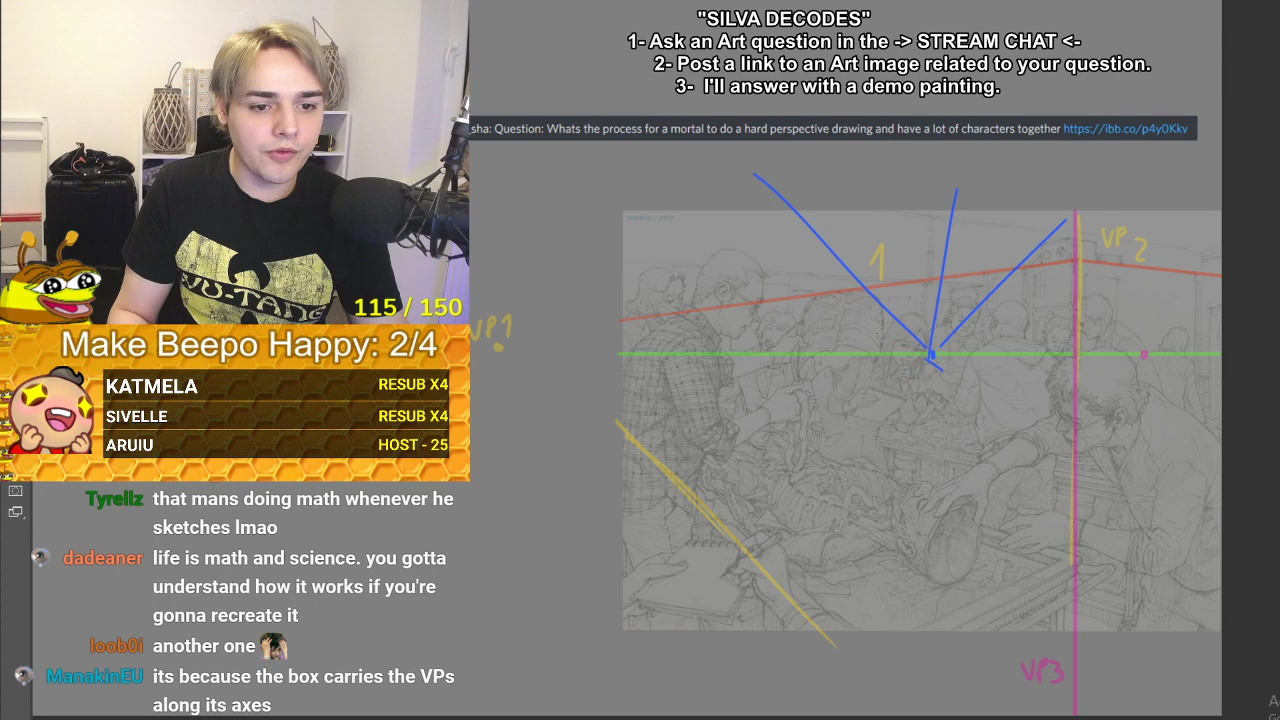 "SILVA DECODES"
1- Ask an Art question in the -> STREAM CHAT <-
2- Post a link to an Art image related to your question.
3- I'll answer with a demo painting.
sha: Question: Whats the process for a mortal to do a hard perspective drawing and have a lot of characters together https://ibb.co/p4y0Kkv
WU-TANG
115 / 150
Make Beepo Happy: 2/4
KATMELA RESUB X4
SIVELLE RESUB X4
ARUIU HOST - 25
Tyrellz that mans doing math whenever he
sketches lmao
dadeaner life is math and science. you gotta
understand how it works if you're
gonna recreate it
loob0i another one
ManakinEU its because the box carries the VPs
along its axes
VP1
1
VP 2
VP3